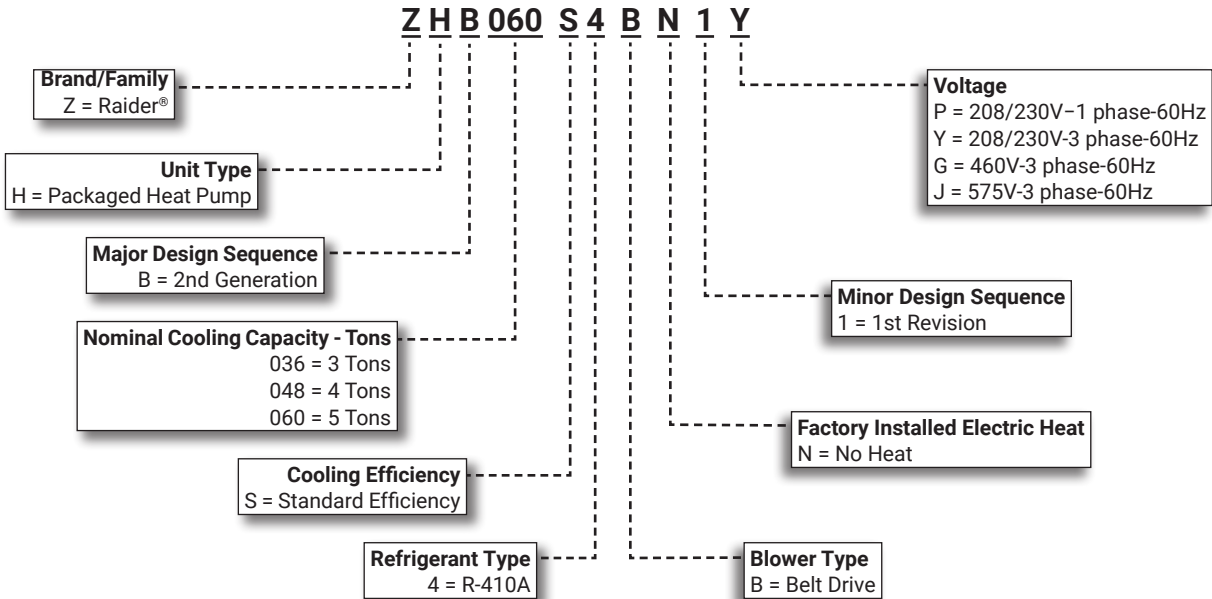 Z H B 060 S 4 B N 1 Y
Brand/Family
Z = Raider®
Unit Type
H = Packaged Heat Pump
Major Design Sequence
B = 2nd Generation
Nominal Cooling Capacity - Tons
036 = 3 Tons
048 = 4 Tons
060 = 5 Tons
Cooling Efficiency
S = Standard Efficiency
Refrigerant Type
4 = R-410A
Voltage
P = 208/230V−1 phase-60Hz
Y = 208/230V-3 phase-60Hz
G = 460V-3 phase-60Hz
J = 575V-3 phase-60Hz
Minor Design Sequence
1 = 1st Revision
Factory Installed Electric Heat
N = No Heat
Blower Type
B = Belt Drive